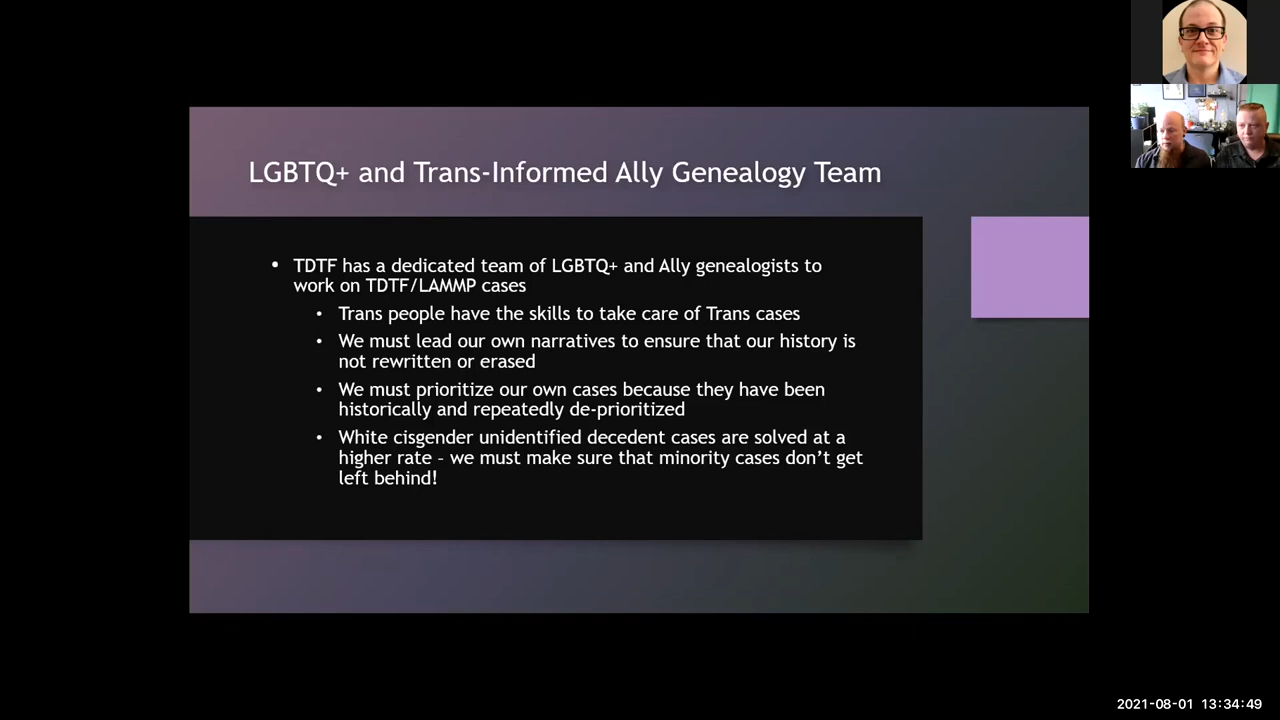 LGBTQ+ and Trans-Informed Ally Genealogy Team
• TDTF has a dedicated team of LGBTQ+ and Ally genealogists to
work on TDTF/LAMMP cases
• Trans people have the skills to take care of Trans cases
• We must lead our own narratives to ensure that our history is
not rewritten or erased
• We must prioritize our own cases because they have been
historically and repeatedly de-prioritized
• White cisgender unidentified decedent cases are solved at a
higher rate – we must make sure that minority cases don't get
left behind!
2021-08-01 13:34:49